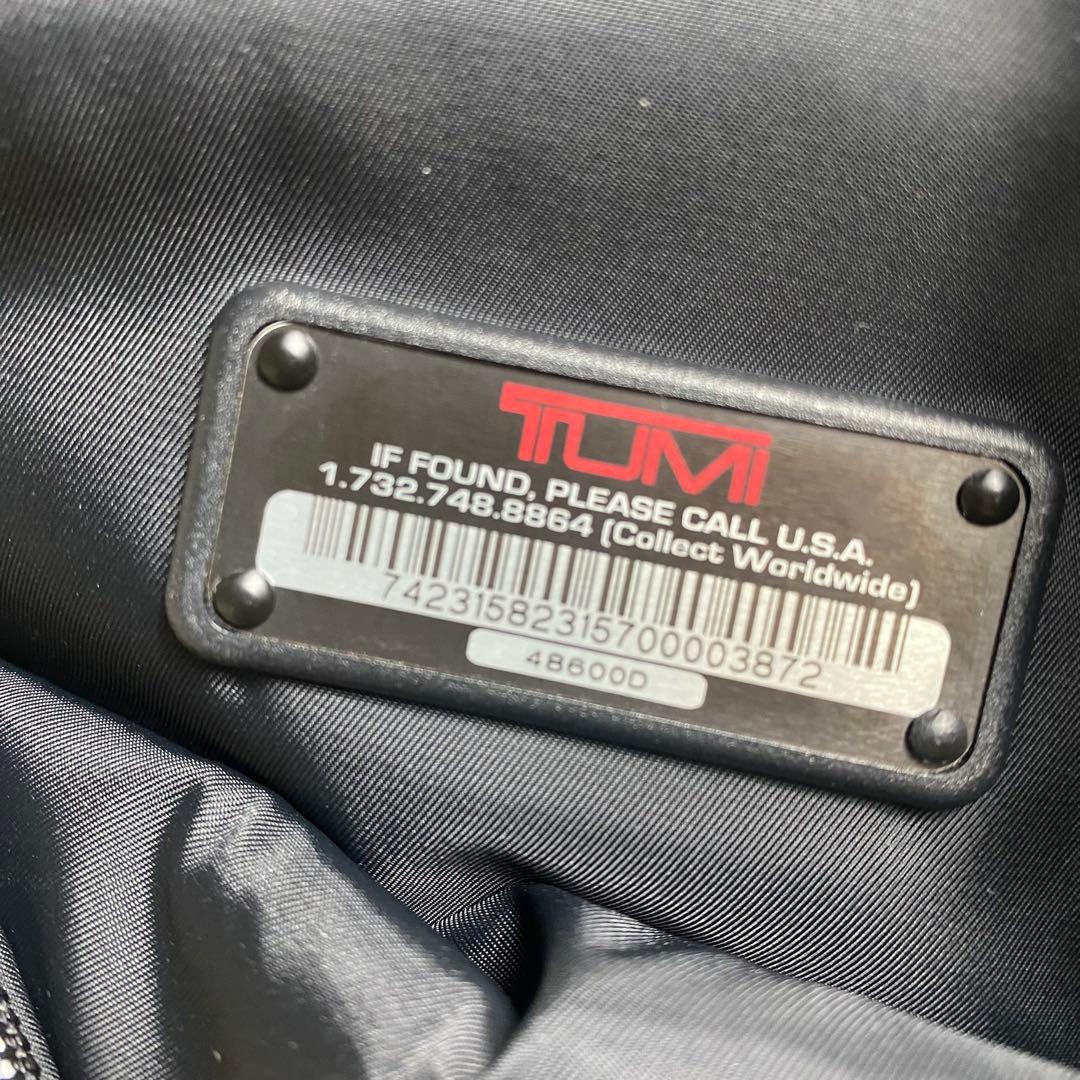 TUMI
IF FOUND, PLEASE CALL U.S.A.
1.732.748.8864 (Collect Worldwide)
74231582315700003872
48600D